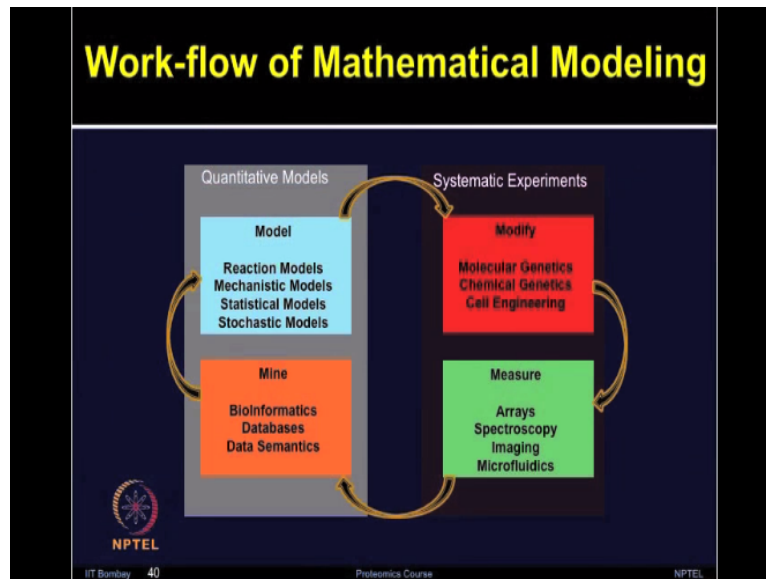 Work-flow of Mathematical Modeling
Quantitative Models
Model
Reaction Models
Mechanistic Models
Statistical Models
Stochastic Models
Mine
BioInformatics
Databases
Data Semantics
Systematic Experiments
Modify
Molecular Genetics
Chemical Genetics
Cell Engineering
Measure
Arrays
Spectroscopy
Imaging
Microfluidics
NPTEL
IIT Bombay 40 Proteomics Course NPTEL